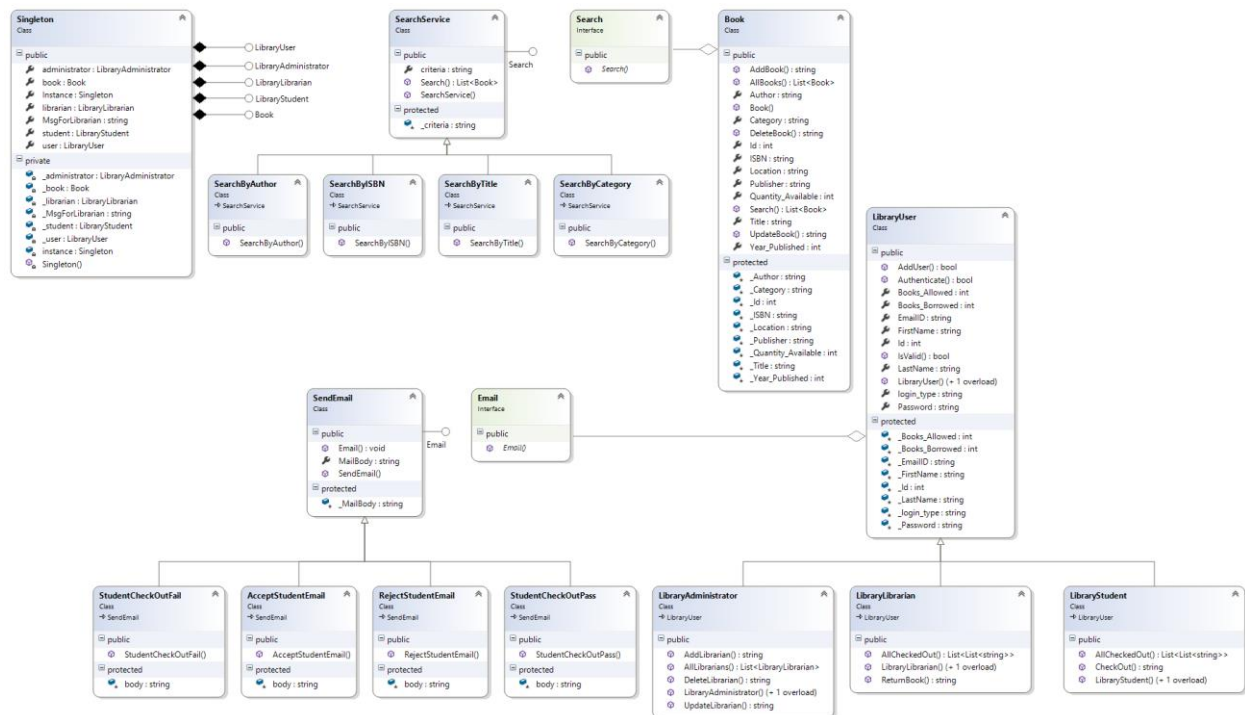 Singleton
Class
public
administrator : LibraryAdministrator
book : Book
Instance : Singleton
librarian : LibraryLibrarian
MsgForLibrarian : string
student : LibraryStudent
user : LibraryUser
private
_administrator : LibraryAdministrator
_book : Book
_librarian : LibraryLibrarian
_MsgForLibrarian : string
_student : LibraryStudent
_user : LibraryUser
instance : Singleton
Singleton()
LibraryUser
LibraryAdministrator
LibraryLibrarian
LibraryStudent
Book
SearchService
Class
public
criteria : string
Search() : List<Book>
SearchService()
protected
_criteria : string
Search
Search
Interface
public
Search()
Book
Class
public
AddBook() : string
AllBooks() : List<Book>
Author : string
Book()
Category : string
DeleteBook() : string
Id : int
ISBN : string
Location : string
Publisher : string
Quantity_Available : int
Search() : List<Book>
Title : string
UpdateBook() : string
Year_Published : int
protected
_Author : string
_Category : string
_Id : int
_ISBN : string
_Location : string
_Publisher : string
_Quantity_Available : int
_Title : string
_Year_Published : int
SearchByAuthor
Class
SearchService
public
SearchByAuthor()
SearchByISBN
Class
SearchService
public
SearchByISBN()
SearchByTitle
Class
SearchService
public
SearchByTitle()
SearchByCategory
Class
SearchService
public
SearchByCategory()
LibraryUser
Class
public
AddUser() : bool
Authenticate() : bool
Books_Allowed : int
Books_Borrowed : int
EmailID : string
FirstName : string
Id : int
IsValid() : bool
LastName : string
LibraryUser() (+ 1 overload)
login_type : string
Password : string
protected
_Books_Allowed : int
_Books_Borrowed : int
_EmailID : string
_FirstName : string
_Id : int
_LastName : string
_login_type : string
_Password : string
SendEmail
Class
public
Email() : void
MailBody : string
SendEmail()
protected
_MailBody : string
Email
Email
Interface
public
Email()
StudentCheckOutFail
Class
SendEmail
public
StudentCheckOutFail()
protected
body : string
AcceptStudentEmail
Class
SendEmail
public
AcceptStudentEmail()
protected
body : string
RejectStudentEmail
Class
SendEmail
public
RejectStudentEmail()
protected
body : string
StudentCheckOutPass
Class
SendEmail
public
StudentCheckOutPass()
protected
body : string
LibraryAdministrator
Class
LibraryUser
public
AddLibrarian() : string
AllLibrarians() : List<LibraryLibrarian>
DeleteLibrarian() : string
LibraryAdministrator() (+ 1 overload)
UpdateLibrarian() : string
LibraryLibrarian
Class
LibraryUser
public
AllCheckedOut() : List<List<string>>
LibraryLibrarian() (+ 1 overload)
ReturnBook() : string
LibraryStudent
Class
LibraryUser
public
AllCheckedOut() : List<List<string>>
CheckOut() : string
LibraryStudent() (+ 1 overload)